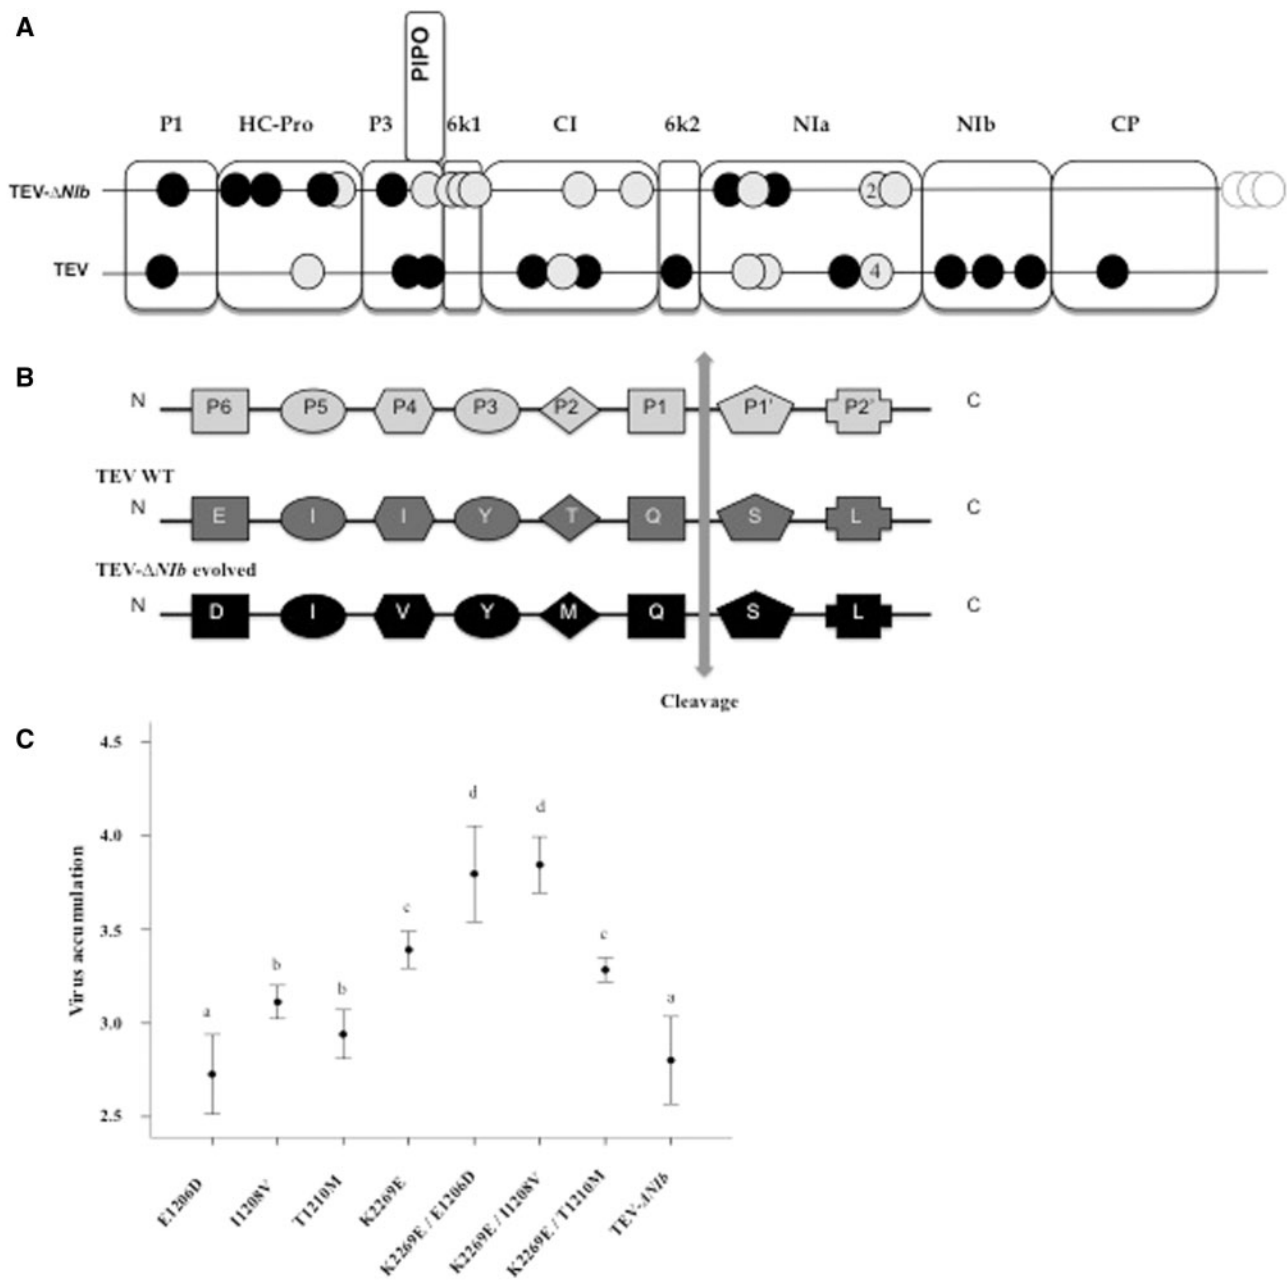 A
PIPO
P1 HC-Pro P3 6k1 CI 6k2 NIa NIb CP
TEV-ΔNIb 2
TEV 4
B
N P6 P5 P4 P3 P2 P1 P1' P2' C
TEV WT
N E I I Y T Q S L C
TEV-ΔNIb evolved
N D I V Y M Q S L C
Cleavage
C
Virus accumulation
4.5
4.0
3.5
3.0
2.5
a b b c d d c a
E1206D I1208V T1210M K2269E K2269E / E1206D K2269E / I1208V K2269E / T1210M TEV-ΔNIb